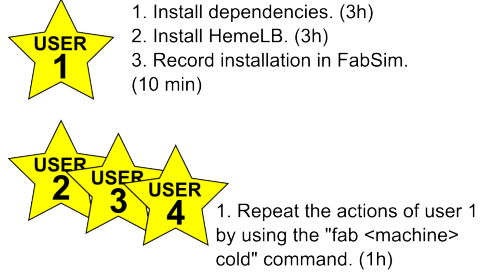 USER
1
1. Install dependencies. (3h)
2. Install HemeLB. (3h)
3. Record installation in FabSim.
(10 min)
USER
2
USER
3
USER
4
1. Repeat the actions of user 1
by using the "fab <machine>
cold" command. (1h)